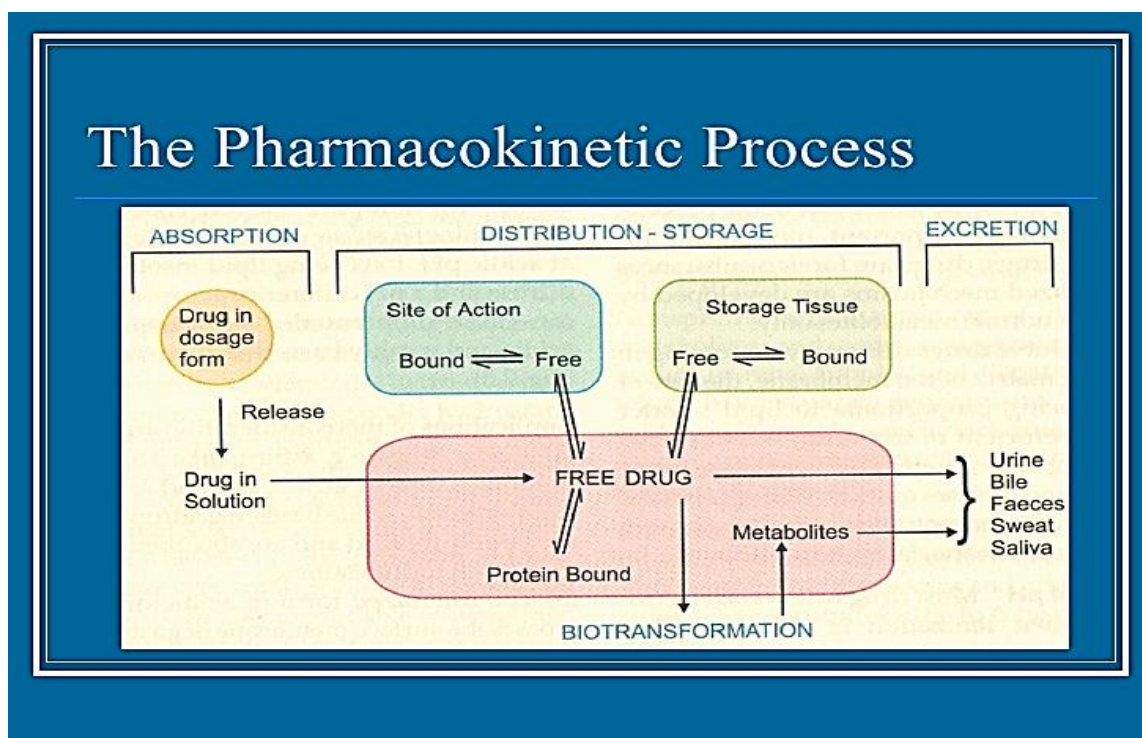 The Pharmacokinetic Process
ABSORPTION
DISTRIBUTION - STORAGE
EXCRETION
Drug in
dosage
form
Site of Action
Bound
Free
Storage Tissue
Free
Bound
Release
Drug in
Solution
FREE DRUG
Protein Bound
Metabolites
BIOTRANSFORMATION
Urine
Bile
Faeces
Sweat
Saliva